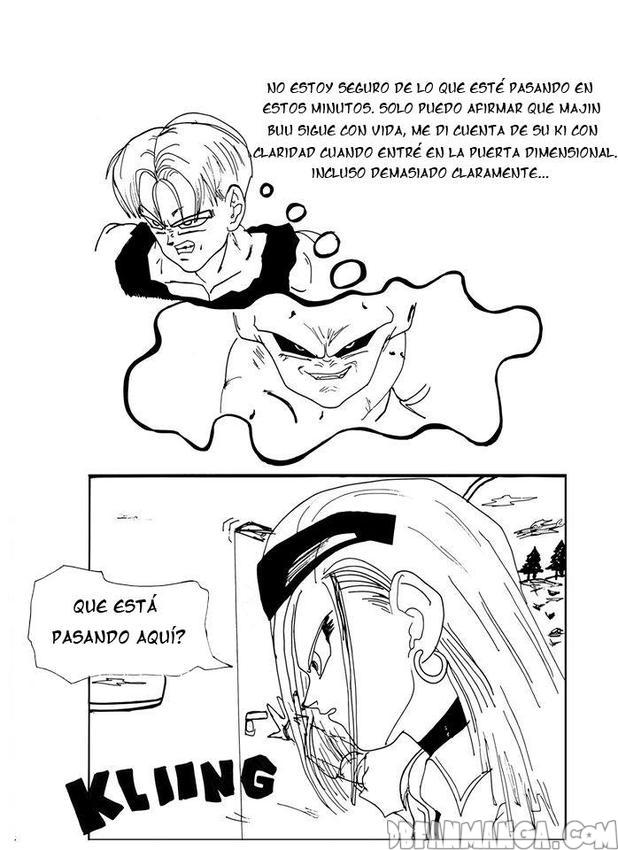 NO ESTOY SEGURO DE LO QUE ESTÉ PASANDO EN
ESTOS MINUTOS. SOLO PUEDO AFIRMAR QUE MAJIN
BUU SIGUE CON VIDA, ME DI CUENTA DE SU KI CON
CLARIDAD CUANDO ENTRÉ EN LA PUERTA DIMENSIONAL.
INCLUSO DEMASIADO CLARAMENTE...
QUE ESTÁ
PASANDO AQUÍ?
KLIING
DBFANMANGA.COM